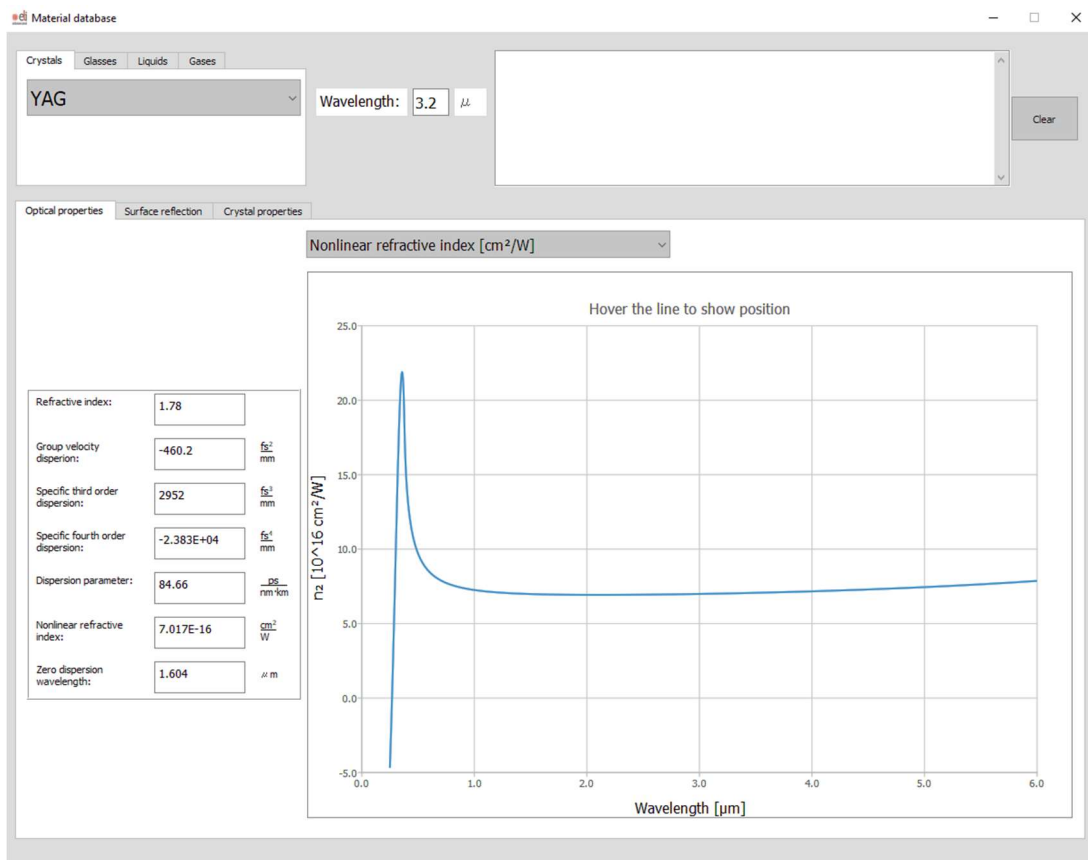 eli Material database
Crystals Glasses Liquids Gases
YAG
Wavelength: 3.2 μ
Clear
Optical properties Surface reflection Crystal properties
Nonlinear refractive index [cm²/W]
Hover the line to show position
Refractive index: 1.78
Group velocity
disperion: -460.2 fs²
mm
Specific third order
dispersion: 2952 fs³
mm
Specific fourth order
dispersion: -2.383E+04 fs⁴
mm
Dispersion parameter: 84.66 ps
nm·km
Nonlinear refractive
index: 7.017E-16 cm²
W
Zero dispersion
wavelength: 1.604 μm
n₂ [10^16 cm²/W]
25.0
20.0
15.0
10.0
5.0
0.0
-5.0
0.0 1.0 2.0 3.0 4.0 5.0 6.0
Wavelength [μm]